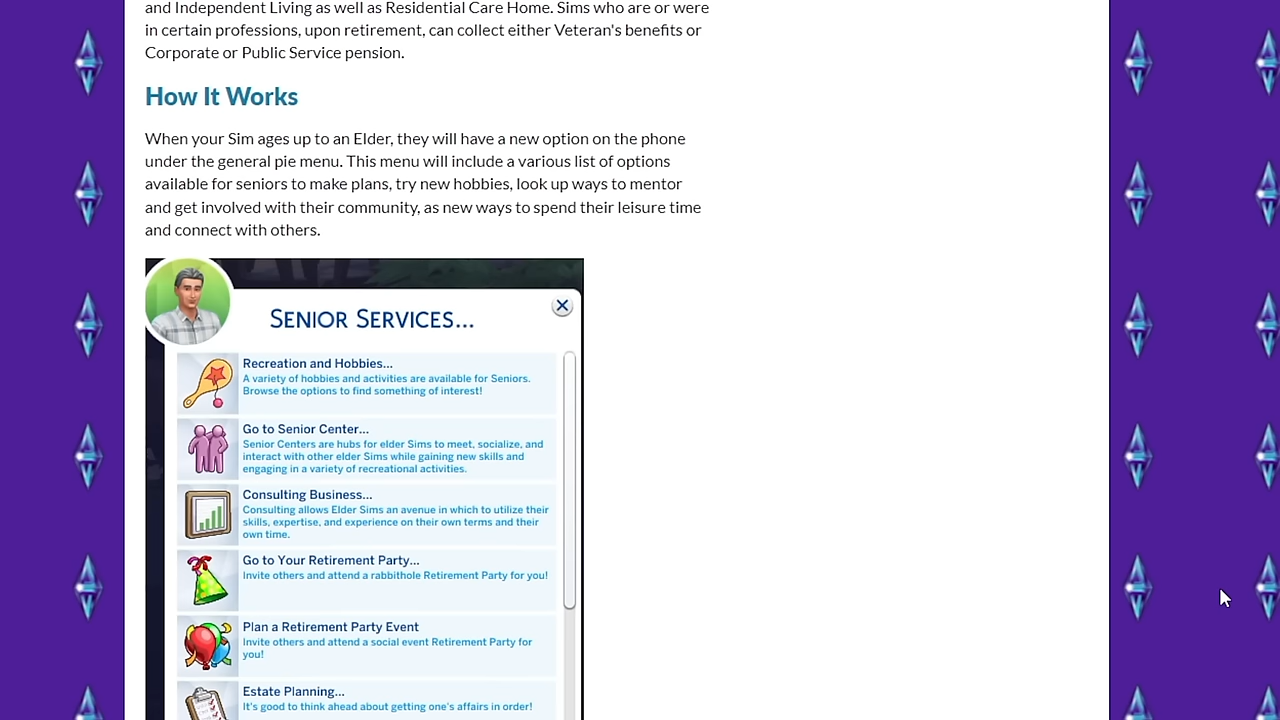 and Independent Living as well as Residential Care Home. Sims who are or were
in certain professions, upon retirement, can collect either Veteran's benefits or
Corporate or Public Service pension.
How It Works
When your Sim ages up to an Elder, they will have a new option on the phone
under the general pie menu. This menu will include a various list of options
available for seniors to make plans, try new hobbies, look up ways to mentor
and get involved with their community, as new ways to spend their leisure time
and connect with others.
SENIOR SERVICES...
Recreation and Hobbies...
A variety of hobbies and activities are available for Seniors.
Browse the options to find something of interest!
Go to Senior Center...
Senior Centers are hubs for elder Sims to meet, socialize, and
interact with other elder Sims while gaining new skills and
engaging in a variety of recreational activities.
Consulting Business...
Consulting allows Elder Sims an avenue in which to utilize their
skills, expertise, and experience on their own terms and their
own time.
Go to Your Retirement Party...
Invite others and attend a rabbithole Retirement Party for you!
Plan a Retirement Party Event
Invite others and attend a social event Retirement Party for
you!
Estate Planning...
It's good to think ahead about getting one's affairs in order!